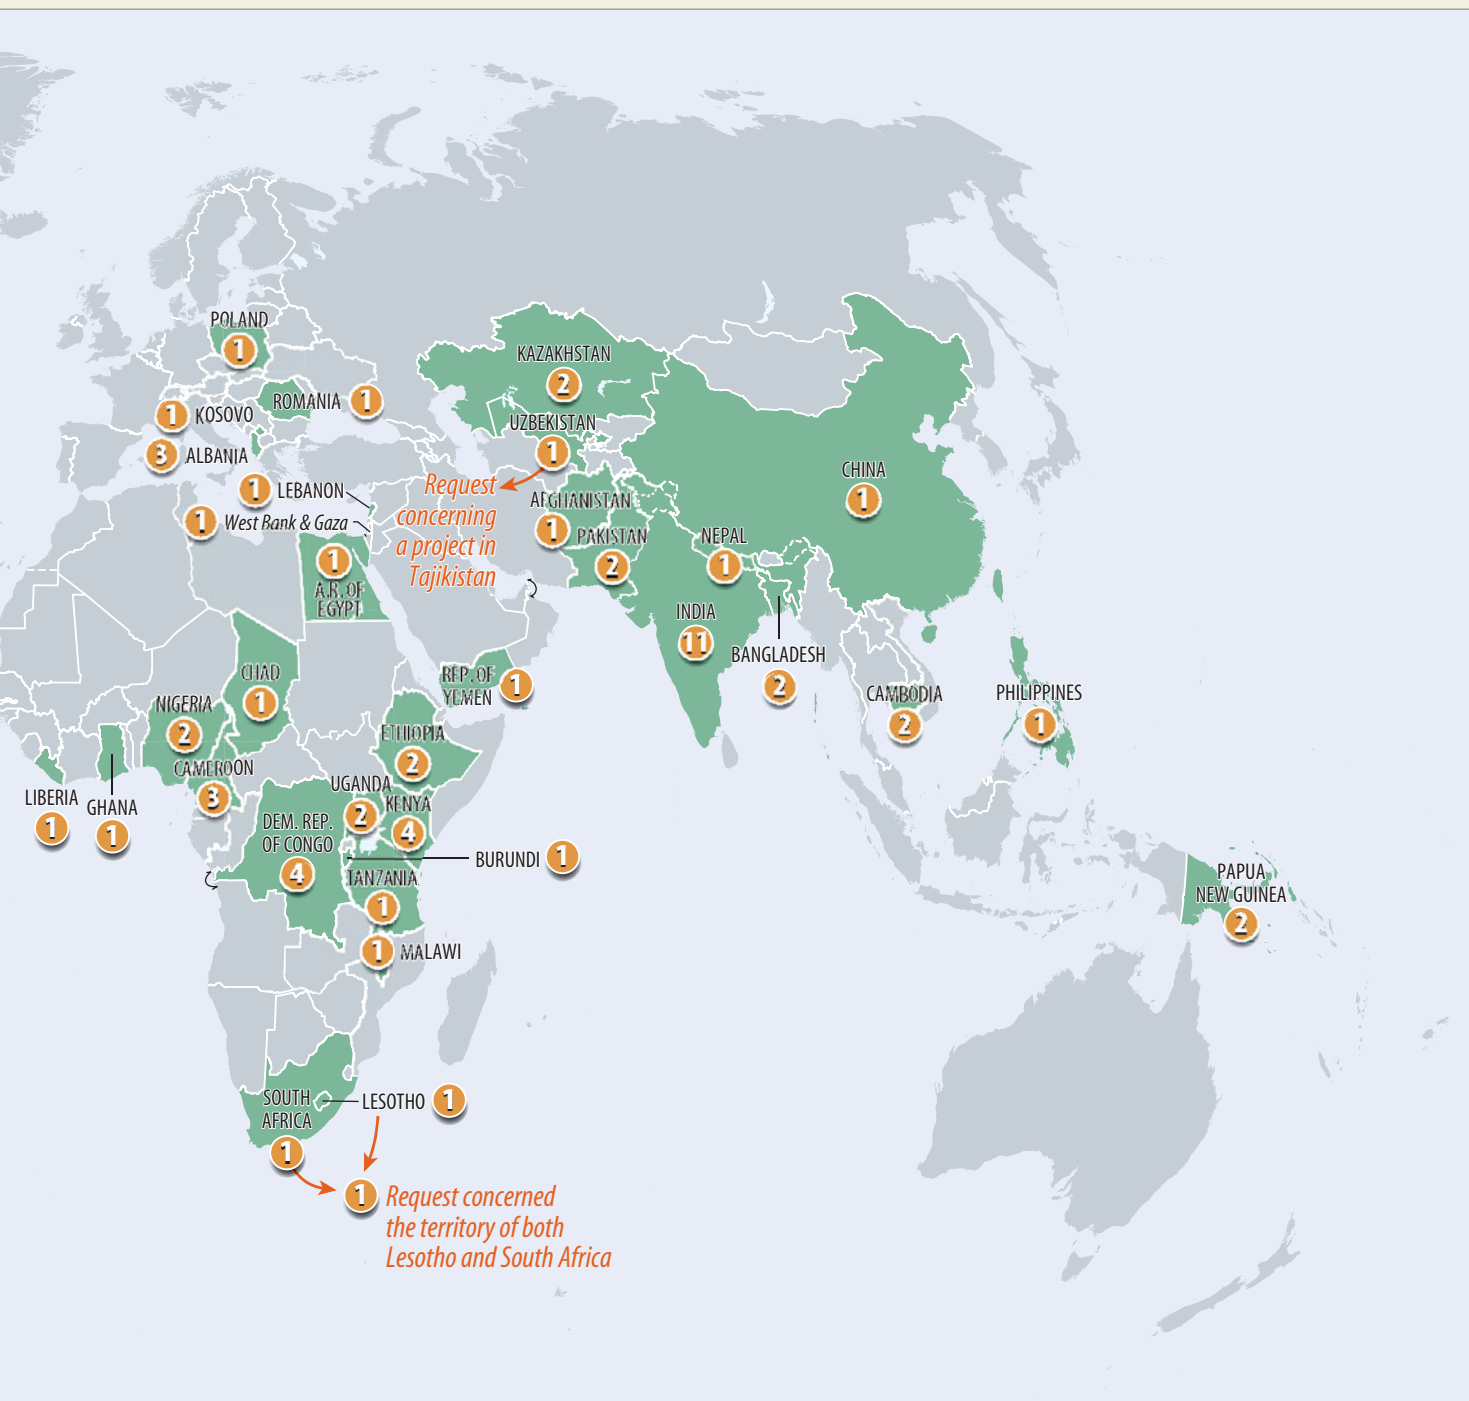 POLAND
1
KAZAKHSTAN
2
ROMANIA 1
1 KOSOVO
UZBEKISTAN
1
3 ALBANIA
CHINA
1
Request
concerning
a project in
Tajikistan
1 LEBANON
AFGHANISTAN
1
1 West Bank & Gaza
PAKISTAN
2
NEPAL
1
1
A.R. OF
EGYPT
INDIA
11
BANGLADESH
2
CHAD
1
REP. OF
YEMEN
1
CAMBODIA
2
PHILIPPINES
1
NIGERIA
2
ETHIOPIA
2
CAMEROON
3
UGANDA
2
KENYA
4
LIBERIA
1
GHANA
1
DEM. REP.
OF CONGO
4
BURUNDI 1
TANZANIA
1
PAPUA
NEW GUINEA
2
1 MALAWI
SOUTH
AFRICA
1
LESOTHO 1
1 Request concerned
the territory of both
Lesotho and South Africa